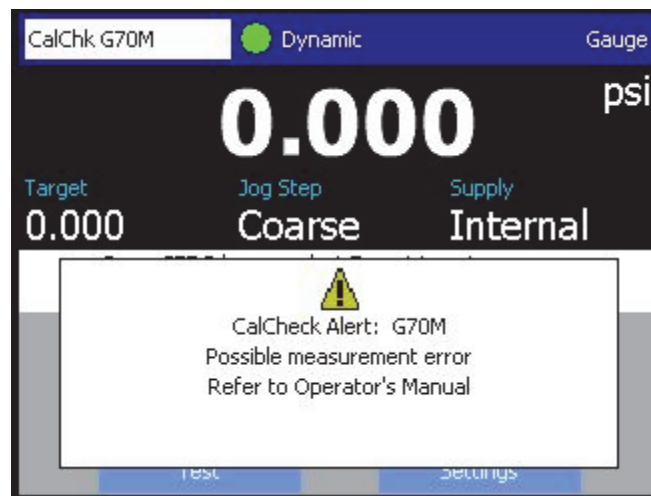 CalChk G70M Dynamic Gauge
0.000 psi
Target Jog Step Supply
0.000 Coarse Internal
CalCheck Alert: G70M
Possible measurement error
Refer to Operator's Manual
Test Settings